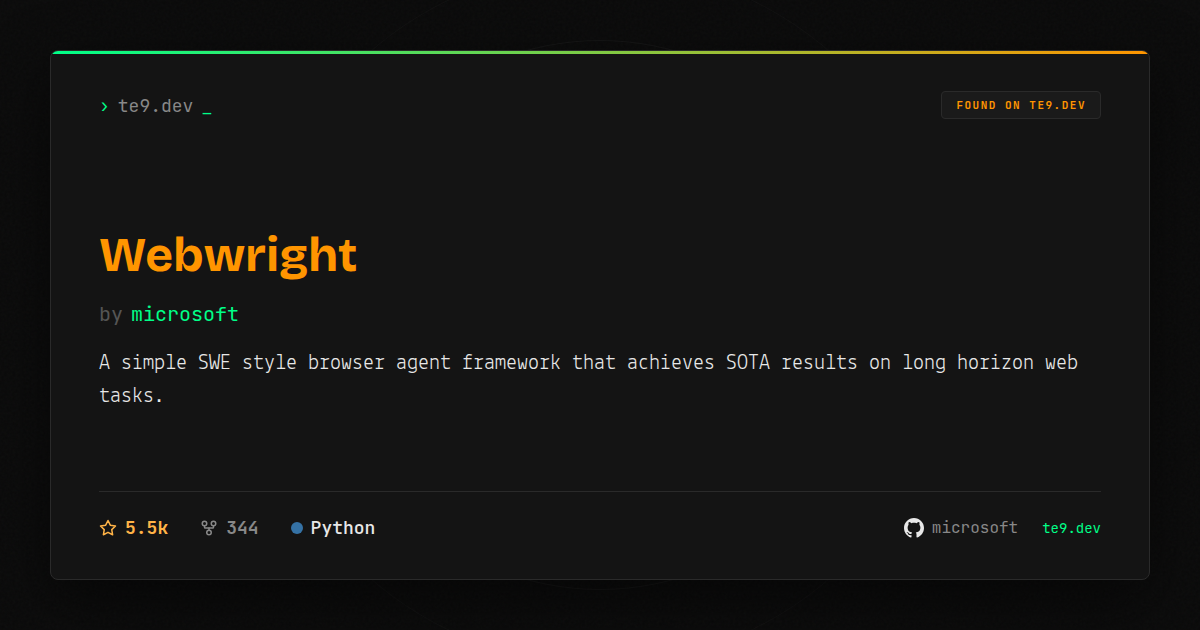 › te9.dev _
FOUND ON TE9.DEV
Webwright
by microsoft
A simple SWE style browser agent framework that achieves SOTA results on long horizon web
tasks.
5.5k 344 Python
microsoft te9.dev